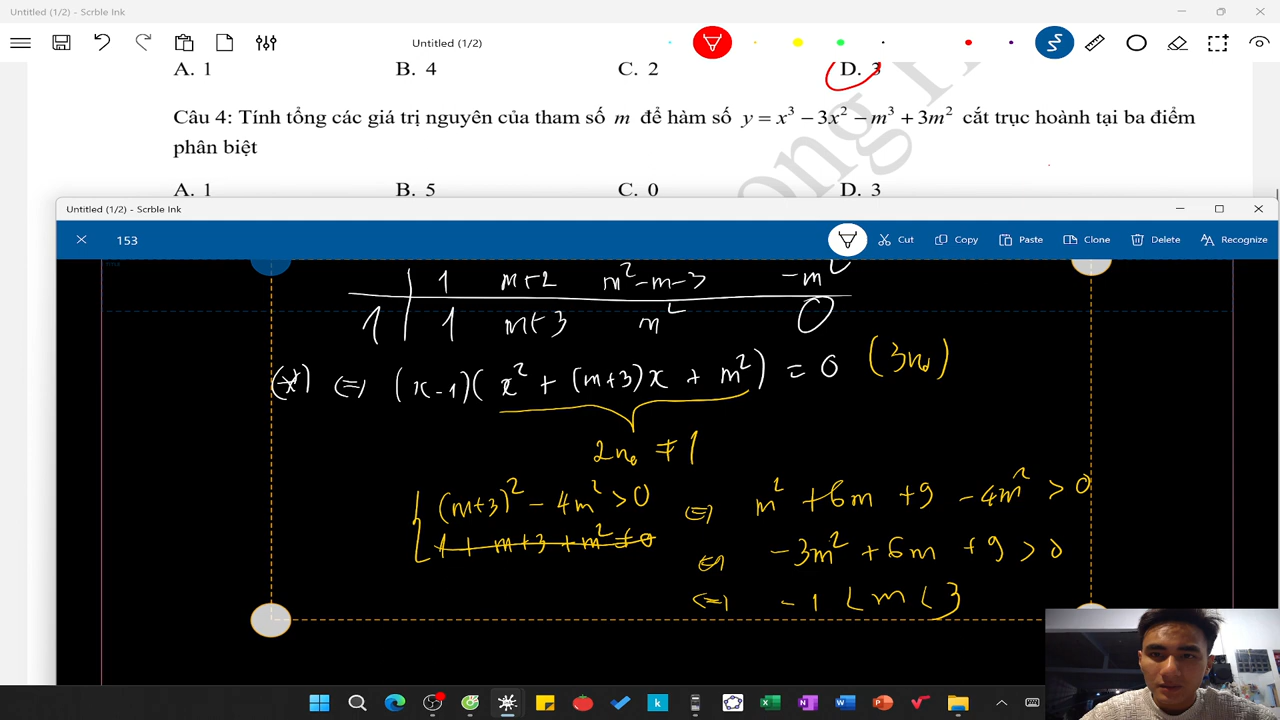 Untitled (1/2) - Scrble Ink
Untitled (1/2)
A. 1 B. 4 C. 2 D. 3
Câu 4: Tính tổng các giá trị nguyên của tham số m để hàm số y = x³ − 3x² − m³ + 3m² cắt trục hoành tại ba điểm
phân biệt
A. 1 B. 5 C. 0 D. 3
Untitled (1/2) - Scrble Ink
153 Cut Copy Paste Clone Delete Recognize
1 m+2 m²-m-3 -m²
1 1 m+3 m² 0
(*) ⇔ (x-1)(x² + (m+3)x + m²) = 0 (3n₀)
2n₀ ≠ 1
(m+3)² - 4m² > 0 ⇔ m² + 6m + 9 - 4m² > 0
1 + m+3 + m² ≠ 0 ⇔ -3m² + 6m + 9 > 0
⇔ -1 < m < 3